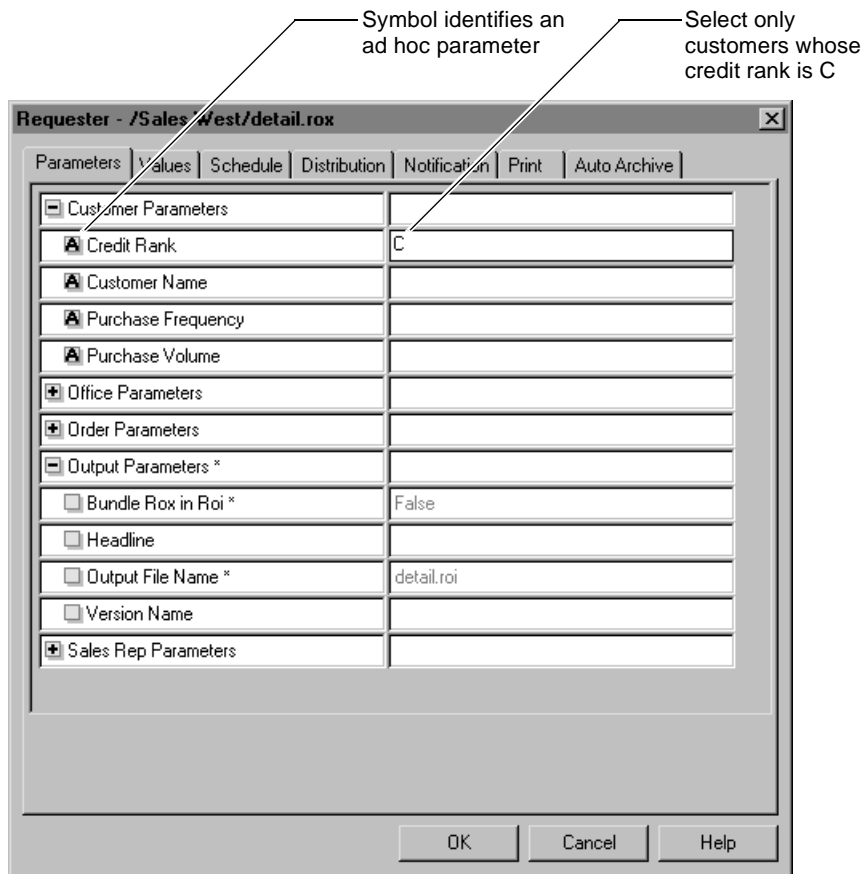 Symbol identifies an
ad hoc parameter
Select only
customers whose
credit rank is C
Requester - /Sales West/detail.rox
Parameters Values Schedule Distribution Notification Print Auto Archive
Customer Parameters
A Credit Rank C
A Customer Name
A Purchase Frequency
A Purchase Volume
Office Parameters
Order Parameters
Output Parameters *
Bundle Rox in Roi * False
Headline
Output File Name * detail.roi
Version Name
Sales Rep Parameters
OK Cancel Help